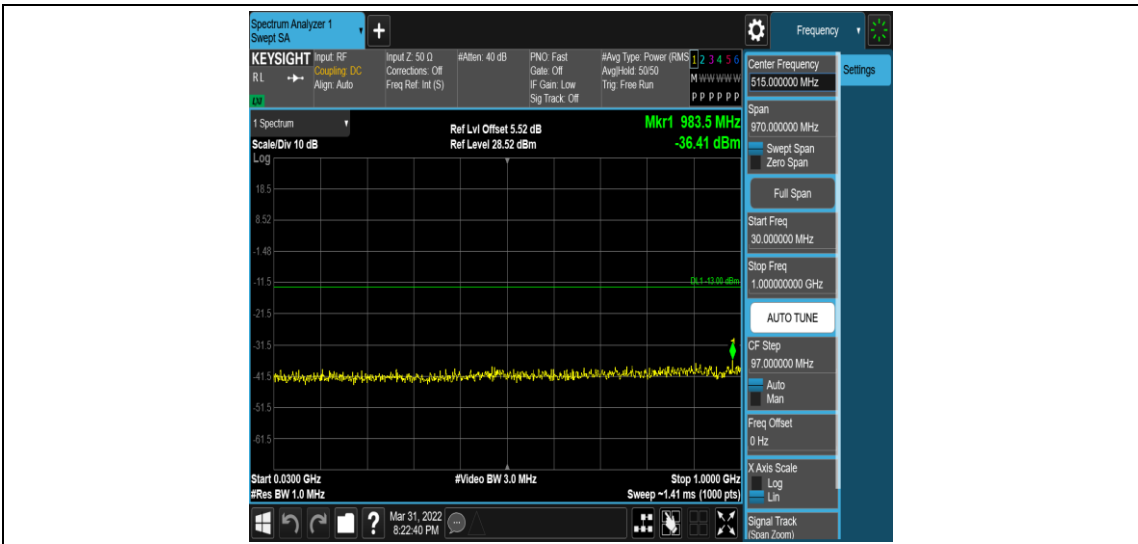 Spectrum Analyzer 1
Swept SA
+
Frequency
KEYSIGHT
RL
LXI
Input: RF
Coupling: DC
Align: Auto
Input Z: 50 Ω
Corrections: Off
Freq Ref: Int (S)
#Atten: 40 dB
PNO: Fast
Gate: Off
IF Gain: Low
Sig Track: Off
#Avg Type: Power (RMS
Avg|Hold: 50/50
Trig: Free Run
1 2 3 4 5 6
M W W W W W
P P P P P P
1 Spectrum
Scale/Div 10 dB
Ref Lvl Offset 5.52 dB
Ref Level 28.52 dBm
Mkr1 983.5 MHz
-36.41 dBm
Log
18.5
8.52
-1.48
-11.5
DL1 -13.00 dBm
-21.5
-31.5
1
-41.5
-51.5
-61.5
Start 0.0300 GHz
#Res BW 1.0 MHz
#Video BW 3.0 MHz
Stop 1.0000 GHz
Sweep ~1.41 ms (1000 pts)
Mar 31, 2022
8:22:40 PM
?
Center Frequency
515.000000 MHz
Settings
Span
970.000000 MHz
Swept Span
Zero Span
Full Span
Start Freq
30.000000 MHz
Stop Freq
1.000000000 GHz
AUTO TUNE
CF Step
97.000000 MHz
Auto
Man
Freq Offset
0 Hz
X Axis Scale
Log
Lin
Signal Track
(Span Zoom)